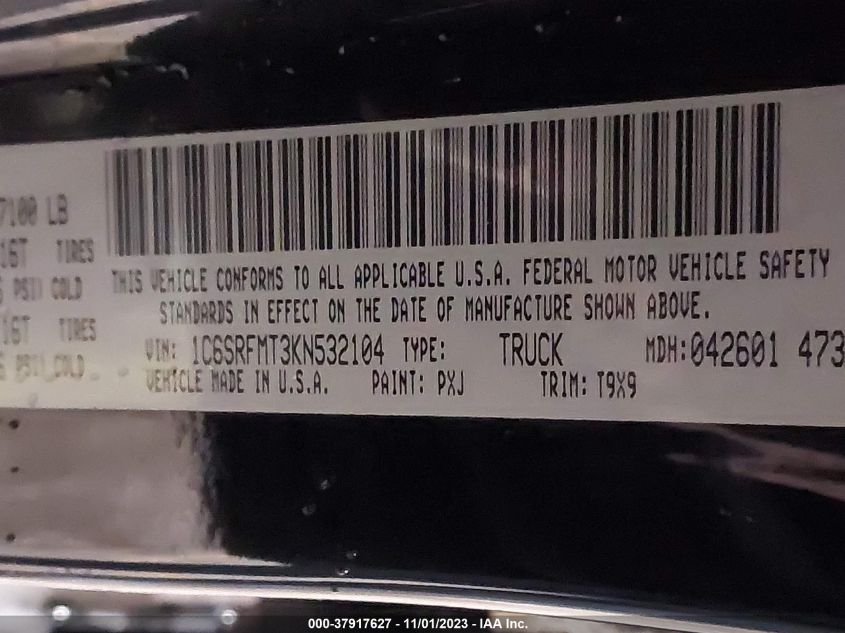 7100 LB
16T TIRES
PSI COLD
16T TIRES
PSI COLD
THIS VEHICLE CONFORMS TO ALL APPLICABLE U.S.A. FEDERAL MOTOR VEHICLE SAFETY
STANDARDS IN EFFECT ON THE DATE OF MANUFACTURE SHOWN ABOVE.
VIN: 1C6SRFMT3KN532104 TYPE: TRUCK MDH:042601 473
VEHICLE MADE IN U.S.A. PAINT: PXJ TRIM: T9X9
000-37917627 - 11/01/2023 - IAA Inc.